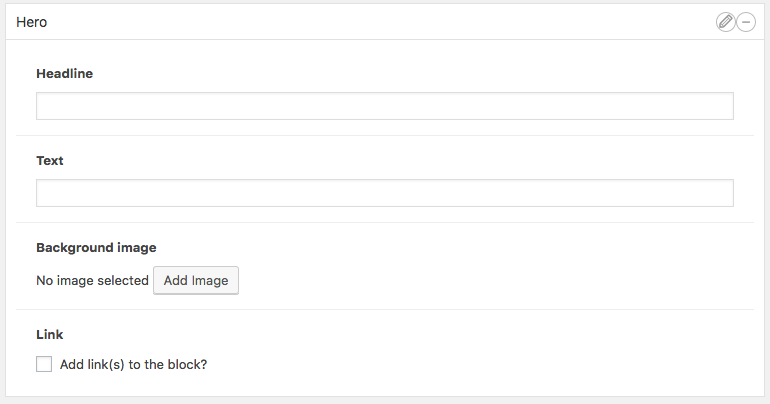 Hero
Headline
Text
Background image
No image selected Add Image
Link
Add link(s) to the block?